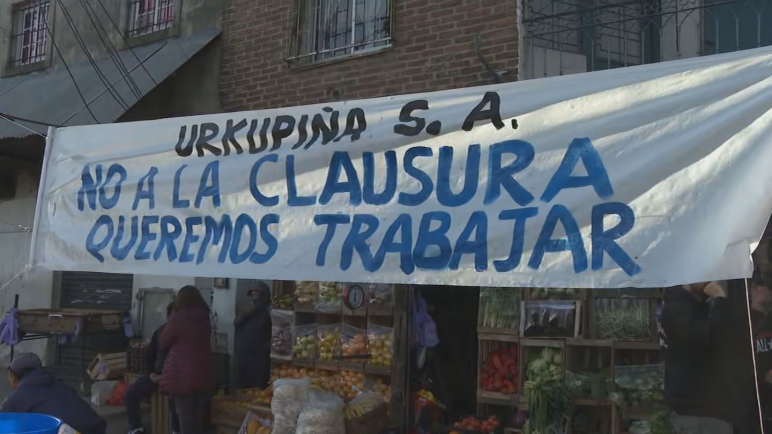 URKUPIÑA S. A.
NO A LA CLAUSURA
QUEREMOS TRABAJAR